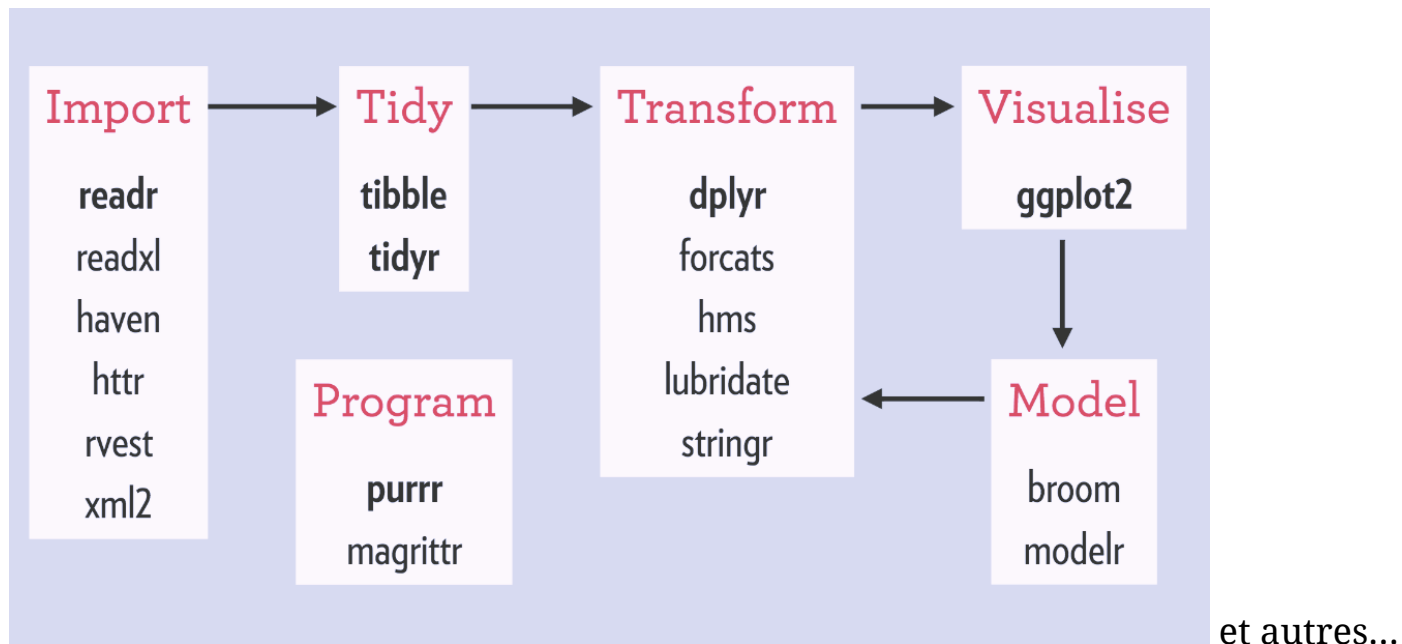 Import
readr
readxl
haven
httr
rvest
xml2
Tidy
tibble
tidyr
Program
purrr
magrittr
Transform
dplyr
forcats
hms
lubridate
stringr
Visualise
ggplot2
Model
broom
modelr
et autres…